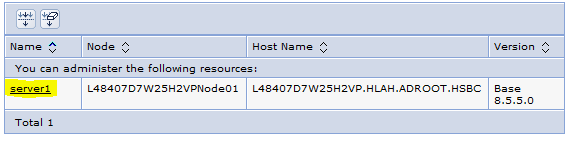 Name Node Host Name Version
You can administer the following resources:
server1 L48407D7W25H2VPNode01 L48407D7W25H2VP.HLAH.ADROOT.HSBC Base
8.5.5.0
Total 1